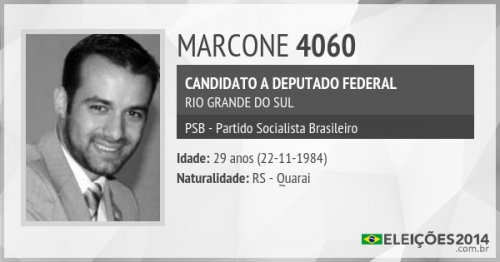 MARCONE 4060
CANDIDATO A DEPUTADO FEDERAL
RIO GRANDE DO SUL
PSB - Partido Socialista Brasileiro
Idade: 29 anos (22-11-1984)
Naturalidade: RS - Quarai
ELEIÇÕES2014
.com.br